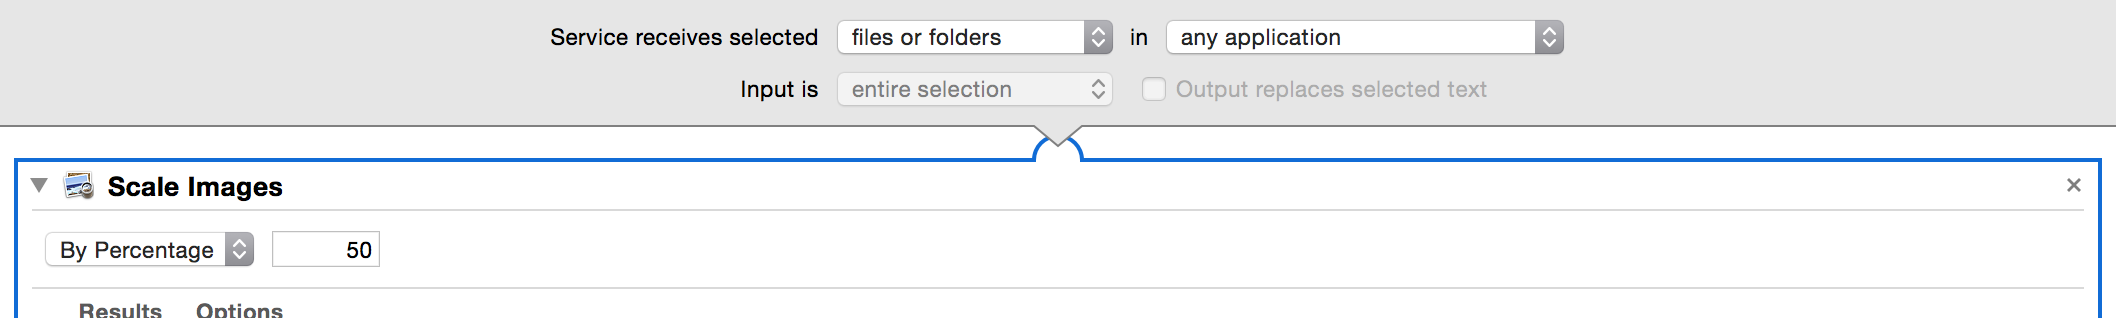 Service receives selected files or folders in any application
Input is entire selection Output replaces selected text
Scale Images
By Percentage 50
Results Options